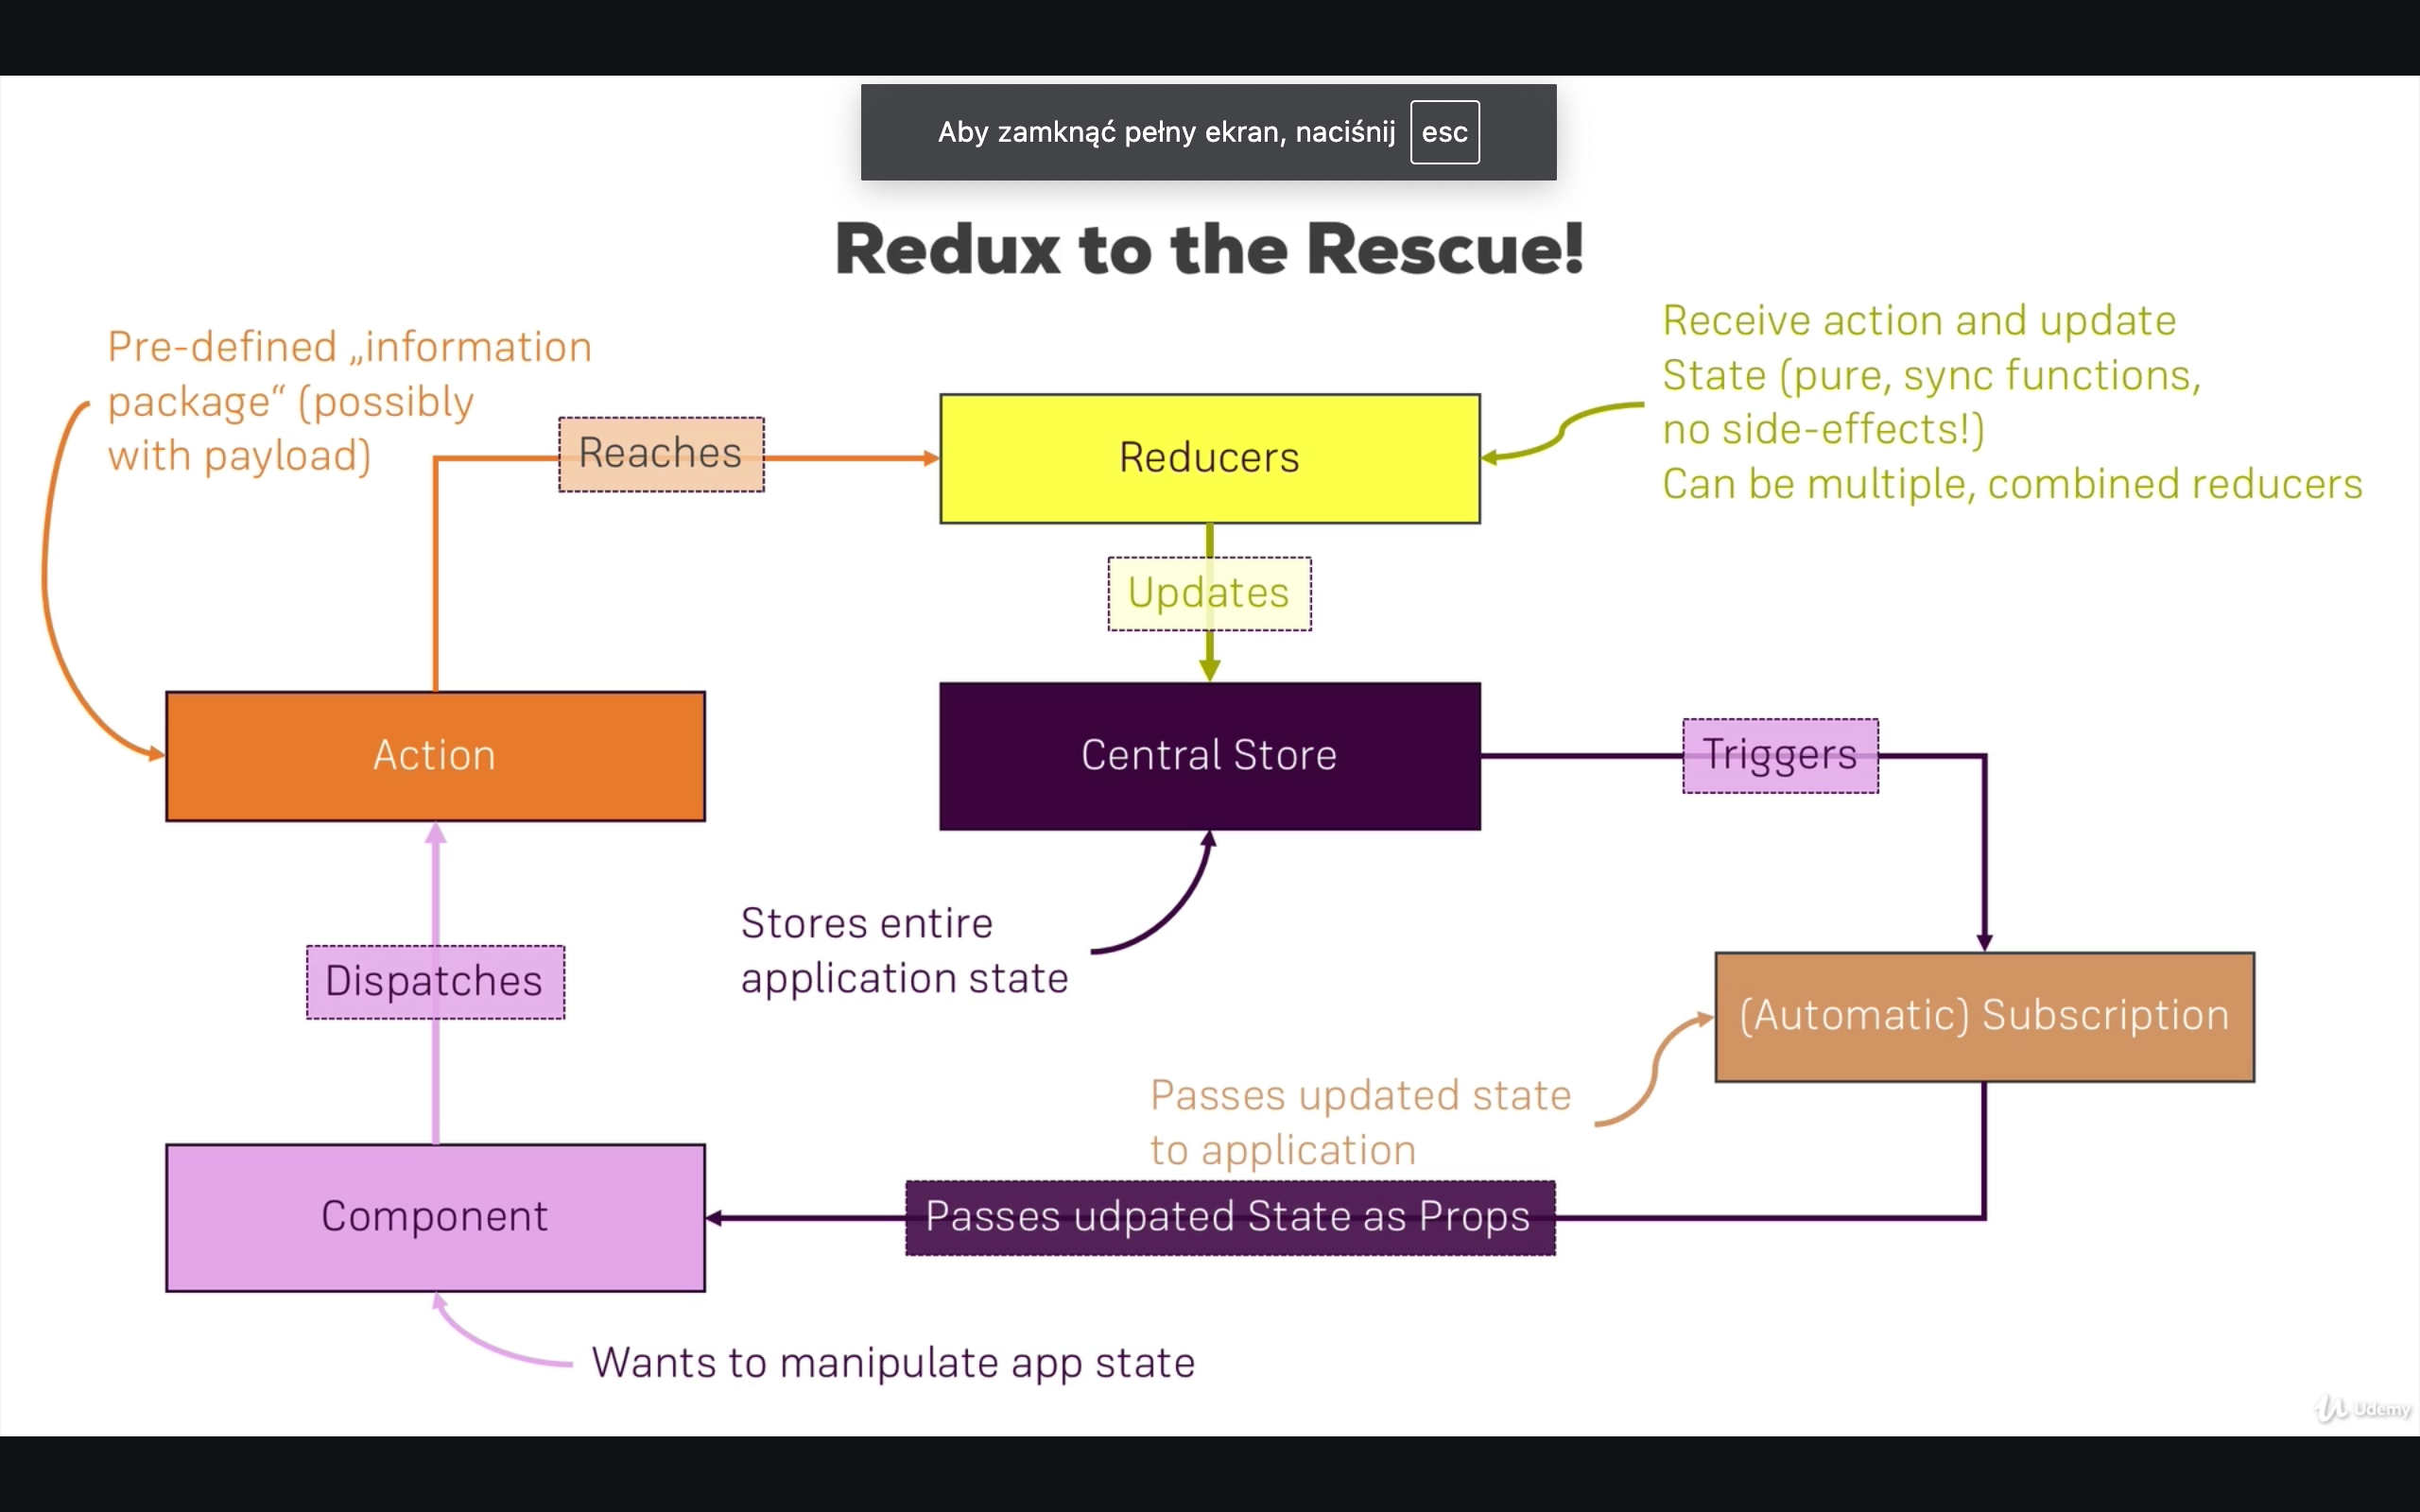 Aby zamknąć pełny ekran, naciśnij esc
Redux to the Rescue!
Pre-defined „information
package“ (possibly
with payload)
Reaches
Reducers
Receive action and update
State (pure, sync functions,
no side-effects!)
Can be multiple, combined reducers
Updates
Action
Central Store
Triggers
Stores entire
application state
Dispatches
(Automatic) Subscription
Passes updated state
to application
Component
Passes udpated State as Props
Wants to manipulate app state
Udemy